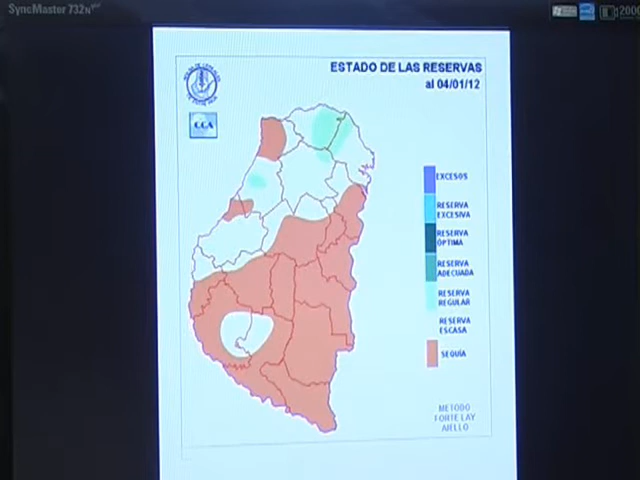 SyncMaster 732N
2000
ESTADO DE LAS RESERVAS
al 04/01/12
CCA
EXCESOS
RESERVA
EXCESIVA
RESERVA
ÓPTIMA
RESERVA
ADECUADA
RESERVA
REGULAR
RESERVA
ESCASA
SEQUÍA
METODO
FORTE LAY
AIELLO